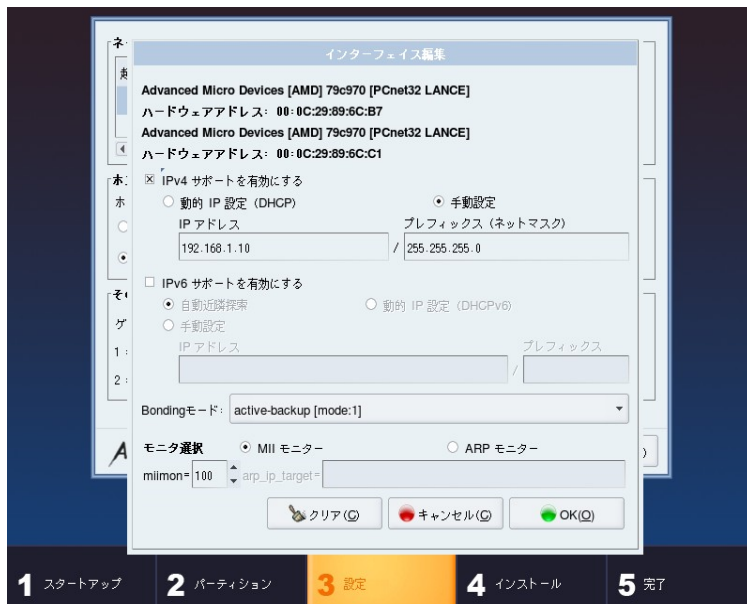 ネ
インターフェイス編集
Advanced Micro Devices [AMD] 79c970 [PCnet32 LANCE]
ハードウェアアドレス: 00:0C:29:89:6C:B7
Advanced Micro Devices [AMD] 79c970 [PCnet32 LANCE]
ハードウェアアドレス: 00:0C:29:89:6C:C1
ホ
IPv4 サポートを有効にする
ホ
動的 IP 設定 (DHCP)
手動設定
IP アドレス
プレフィックス (ネットマスク)
192.168.1.10
/
255.255.255.0
IPv6 サポートを有効にする
そ
自動近隣探索
動的 IP 設定 (DHCPv6)
ゲ
手動設定
1:
IP アドレス
プレフィックス
/
2:
Bondingモード:
active-backup [mode:1]
A
モニタ選択
MII モニター
ARP モニター
)
miimon=
100
arp_ip_target=
クリア(C)
キャンセル(C)
OK(O)
1 スタートアップ
2 パーティション
3 設定
4 インストール
5 完了